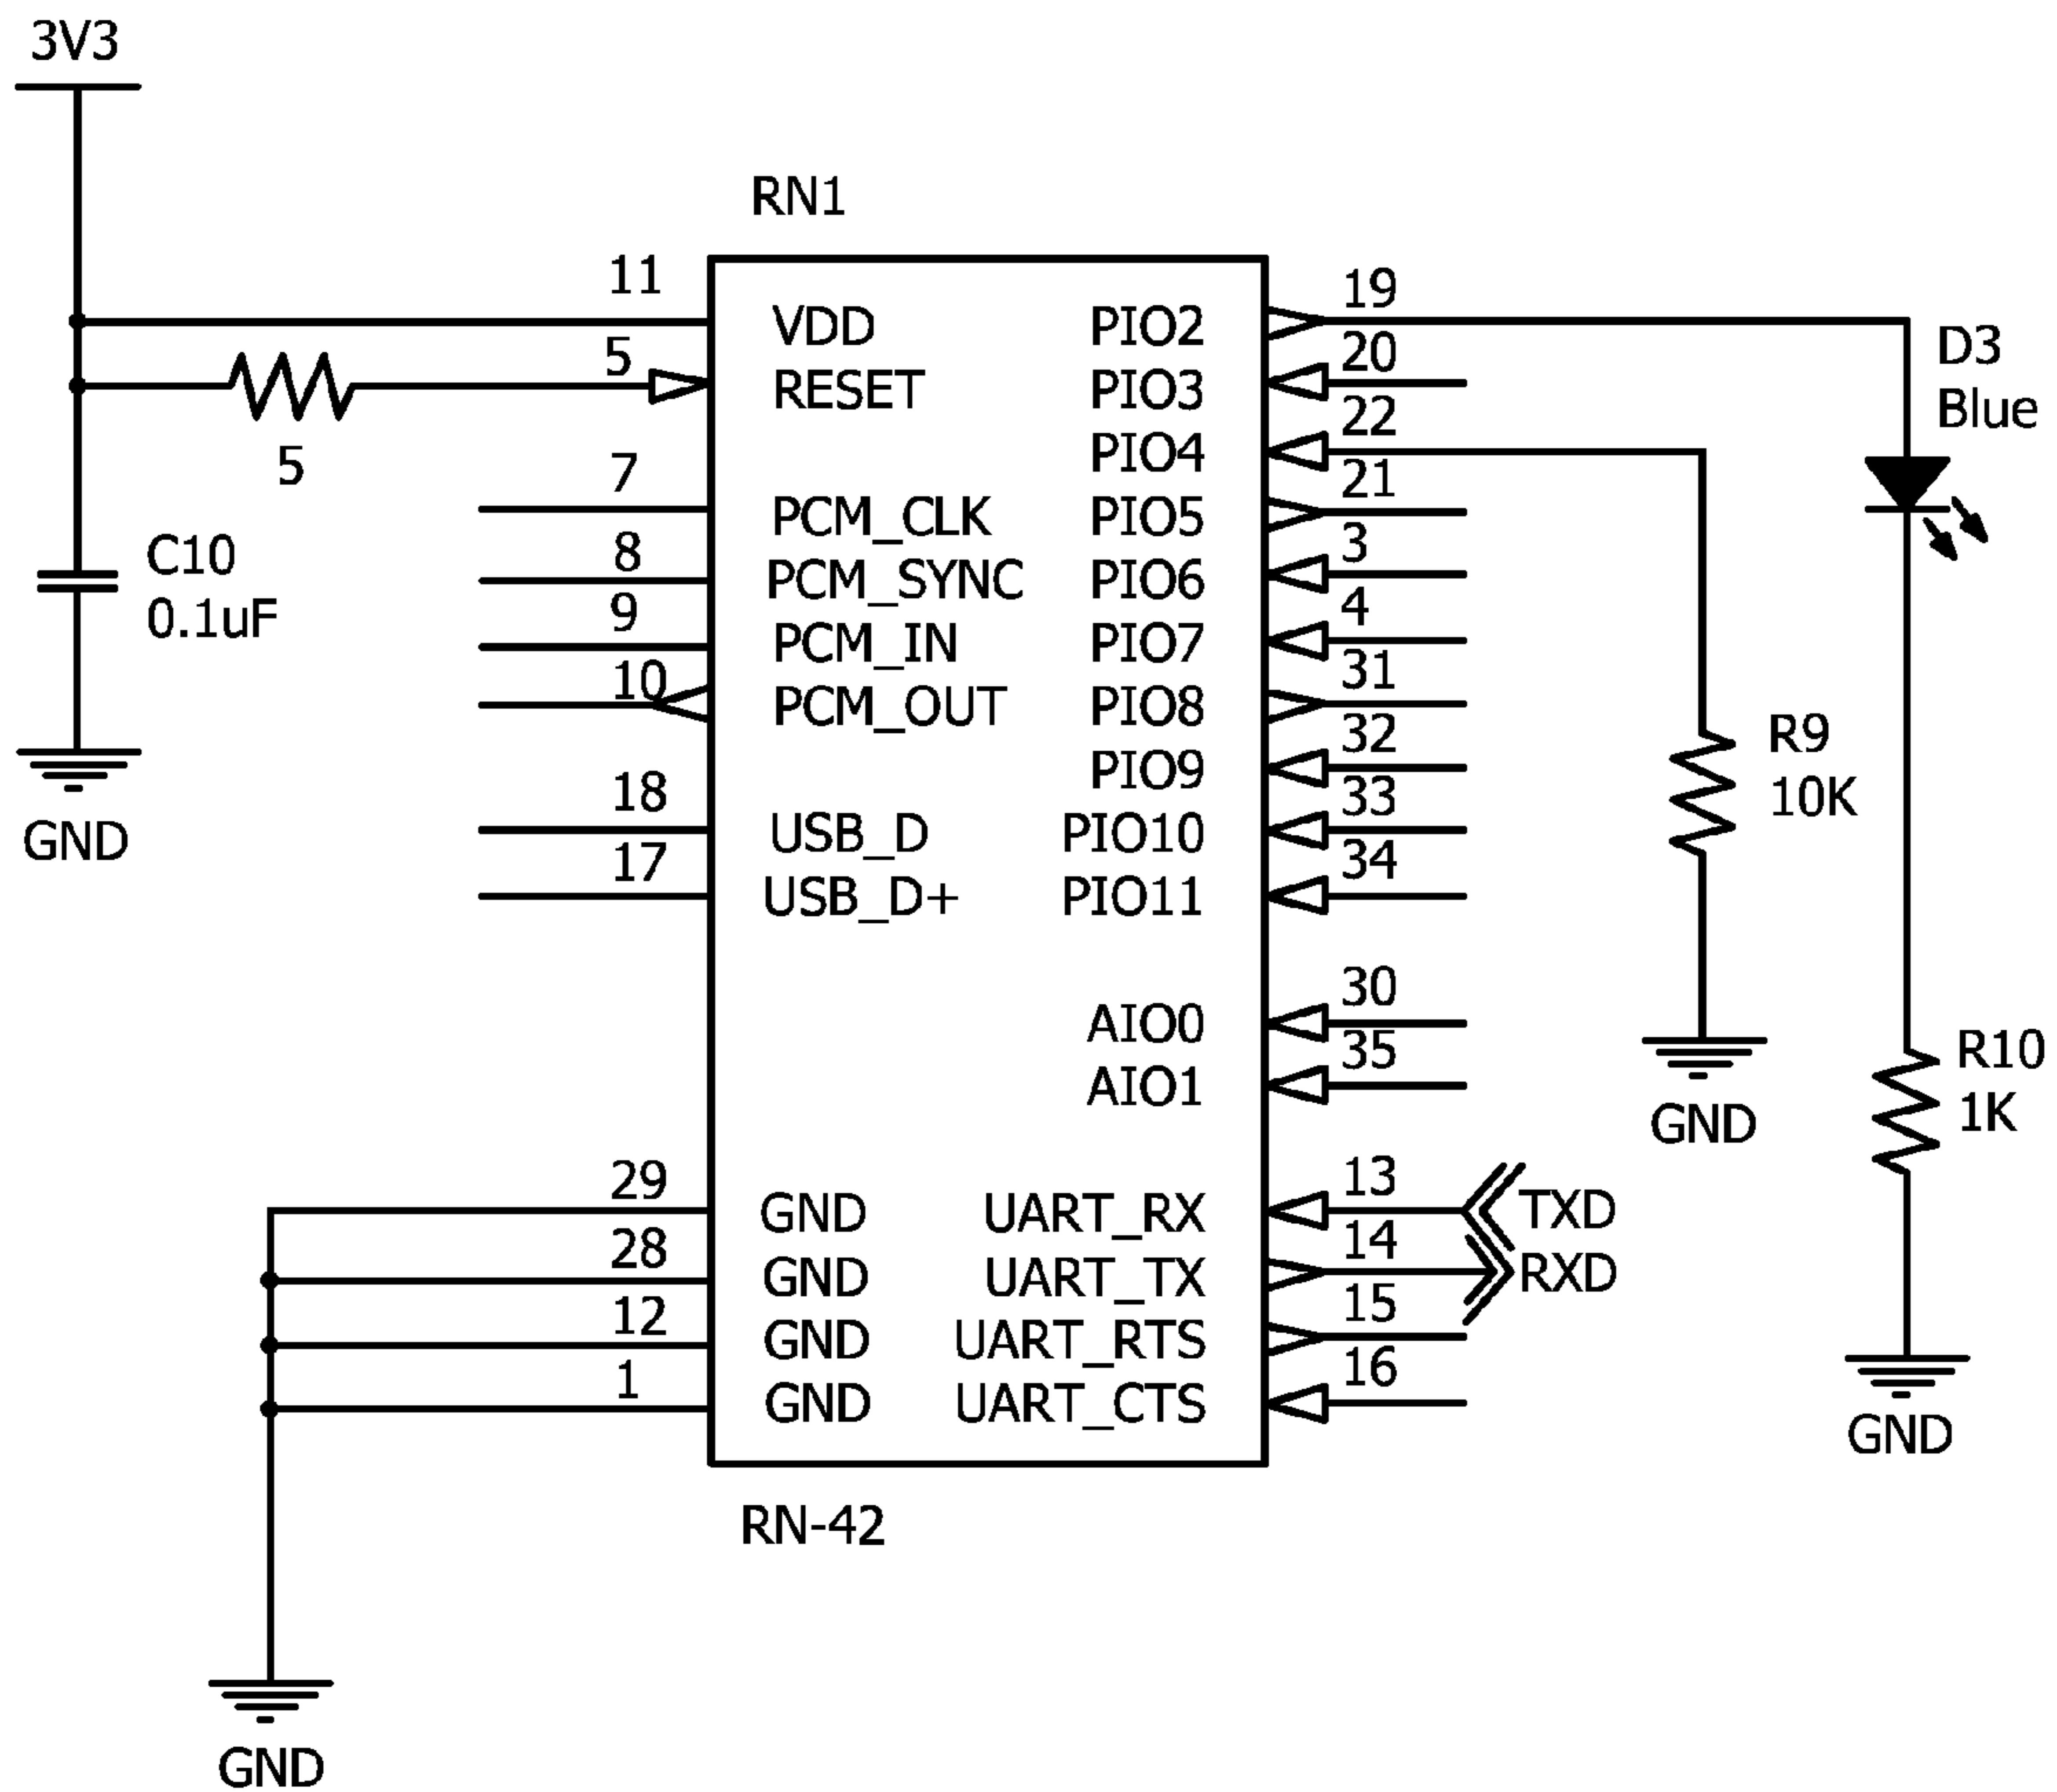 3V3
RN1
11
VDD
5
RESET
5
7
PCM_CLK
8
PCM_SYNC
9
PCM_IN
10
PCM_OUT
18
USB_D
17
USB_D+
C10
0.1uF
GND
29
GND
28
GND
12
GND
1
GND
GND
PIO2
19
PIO3
20
PIO4
22
PIO5
21
PIO6
3
PIO7
4
PIO8
31
PIO9
32
PIO10
33
PIO11
34
AIO0
30
AIO1
35
UART_RX
13
TXD
UART_TX
14
RXD
UART_RTS
15
UART_CTS
16
D3
Blue
R9
10K
GND
R10
1K
GND
RN-42